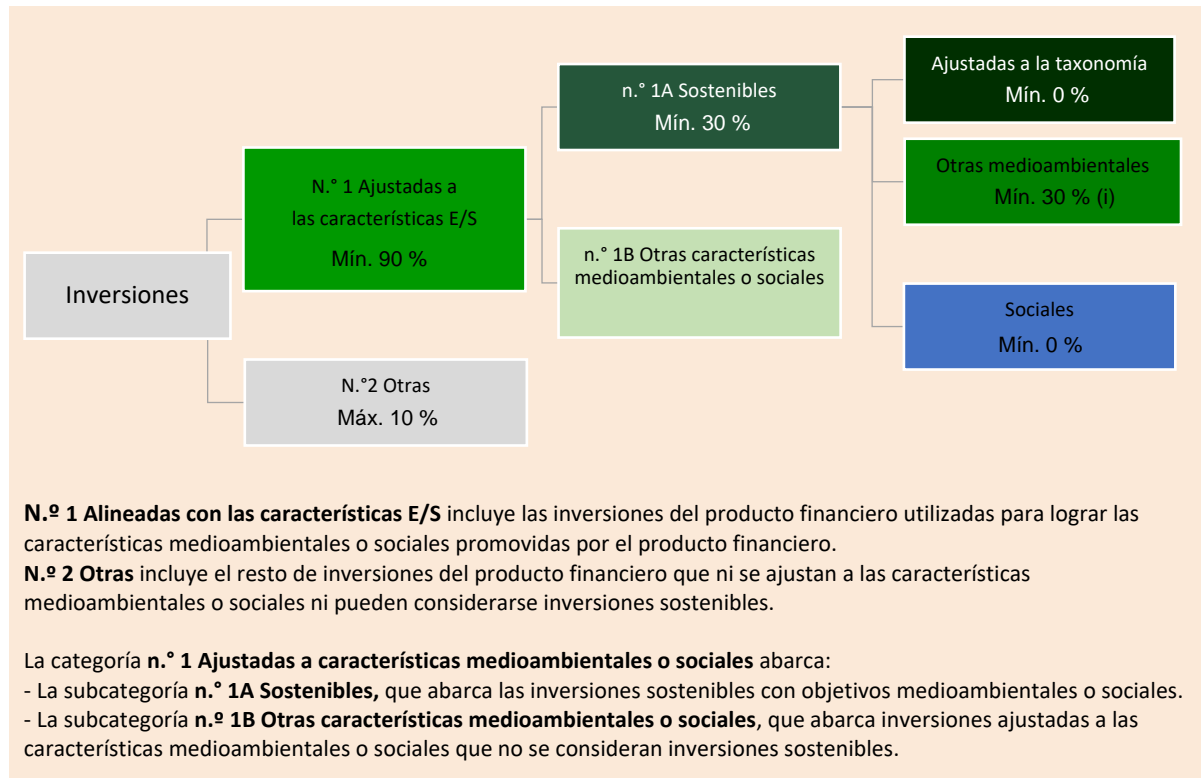 Inversiones
N.° 1 Ajustadas a
las características E/S
Mín. 90 %
N.°2 Otras
Máx. 10 %
n.° 1A Sostenibles
Mín. 30 %
n.° 1B Otras características
medioambientales o sociales
Ajustadas a la taxonomía
Mín. 0 %
Otras medioambientales
Mín. 30 % (i)
Sociales
Mín. 0 %
N.º 1 Alineadas con las características E/S incluye las inversiones del producto financiero utilizadas para lograr las
características medioambientales o sociales promovidas por el producto financiero.
N.º 2 Otras incluye el resto de inversiones del producto financiero que ni se ajustan a las características
medioambientales o sociales ni pueden considerarse inversiones sostenibles.
La categoría n.° 1 Ajustadas a características medioambientales o sociales abarca:
- La subcategoría n.° 1A Sostenibles, que abarca las inversiones sostenibles con objetivos medioambientales o sociales.
- La subcategoría n.º 1B Otras características medioambientales o sociales, que abarca inversiones ajustadas a las
características medioambientales o sociales que no se consideran inversiones sostenibles.